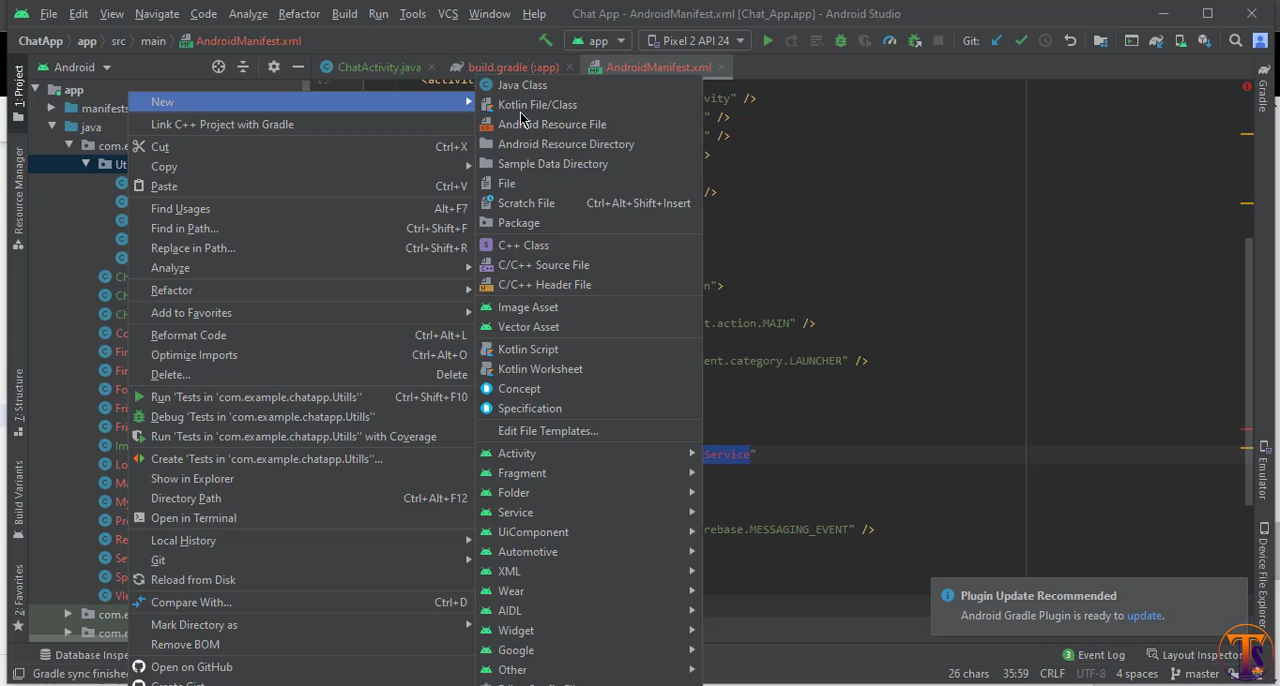 File Edit View Navigate Code Analyze Refactor Build Run Tools VCS Window Help Chat App - AndroidManifest.xml [Chat_App.app] - Android Studio
ChatApp app src main AndroidManifest.xml app Pixel 2 API 24 Git:
Android ChatActivity.java build.gradle (:app) AndroidManifest.xml
1: Project
Resource Manager
7: Structure
Build Variants
2: Favorites
app
manifests
java
com.e
Uti
New
Link C++ Project with Gradle
Cut Ctrl+X
Copy
Paste Ctrl+V
Find Usages Alt+F7
Find in Path... Ctrl+Shift+F
Replace in Path...
Analyze
Refactor
Add to Favorites
Reformat Code Ctrl+Alt+L
Optimize Imports Ctrl+Alt+O
Delete... Delete
Run 'Tests in 'com.example.chatapp.Utills'' Ctrl+Shift+F10
Debug 'Tests in 'com.example.chatapp.Utills''
Run 'Tests in 'com.example.chatapp.Utills'' with Coverage
Create 'Tests in 'com.example.chatapp.Utills''...
Show in Explorer
Directory Path Ctrl+Alt+F12
Open in Terminal
Local History
Git
Reload from Disk
Compare With... Ctrl+D
Mark Directory as
Remove BOM
Open on GitHub
Java Class
Kotlin File/Class
Android Resource File
Android Resource Directory
Sample Data Directory
File
Scratch File Ctrl+Alt+Shift+Insert
Package
C++ Class
C/C++ Source File
C/C++ Header File
Image Asset
Vector Asset
Kotlin Script
Kotlin Worksheet
Concept
Specification
Edit File Templates...
Activity
Fragment
Folder
Service
UiComponent
Automotive
XML
Wear
AIDL
Widget
Google
Other
vity" />
" />
" />
>
/>
n">
t.action.MAIN" />
ent.category.LAUNCHER" />
gService"
rebase.MESSAGING_EVENT" />
Plugin Update Recommended
Android Gradle Plugin is ready to update.
Gradle
Emulator
Device File Explorer
Database Inspe
3 Event Log Layout Inspector
Gradle sync finished
26 chars 35:59 CRLF UTF-8 4 spaces master